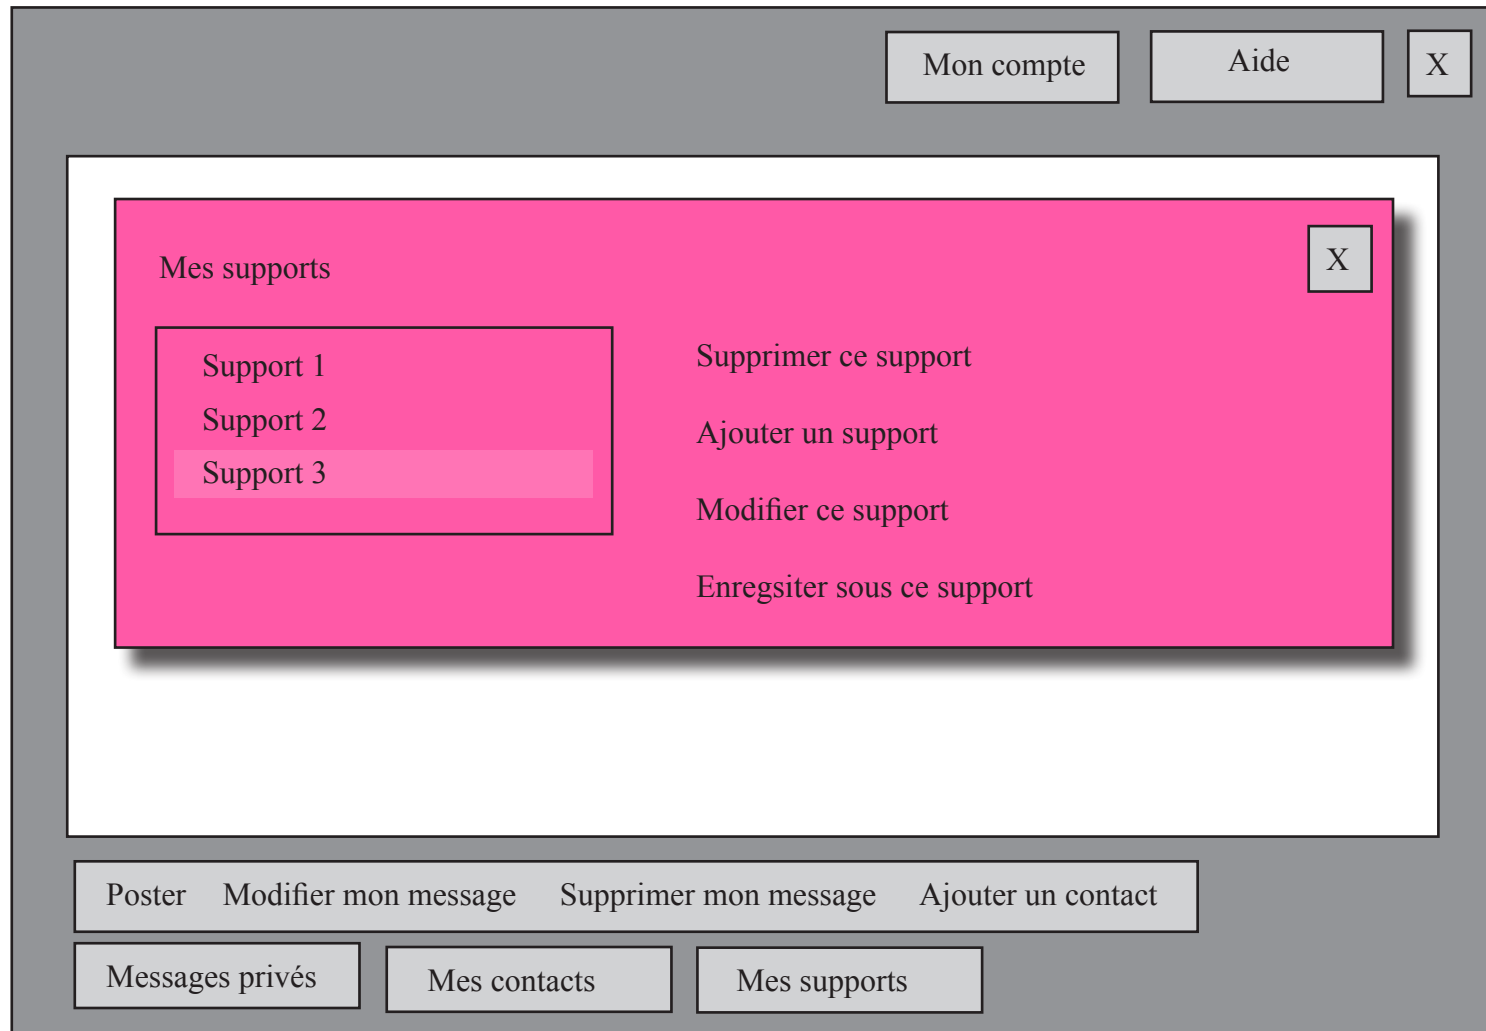 Mon compte
Aide
X
Mes supports
X
Support 1
Support 2
Support 3
Supprimer ce support
Ajouter un support
Modifier ce support
Enregsiter sous ce support
Poster Modifier mon message Supprimer mon message Ajouter un contact
Messages privés
Mes contacts
Mes supports